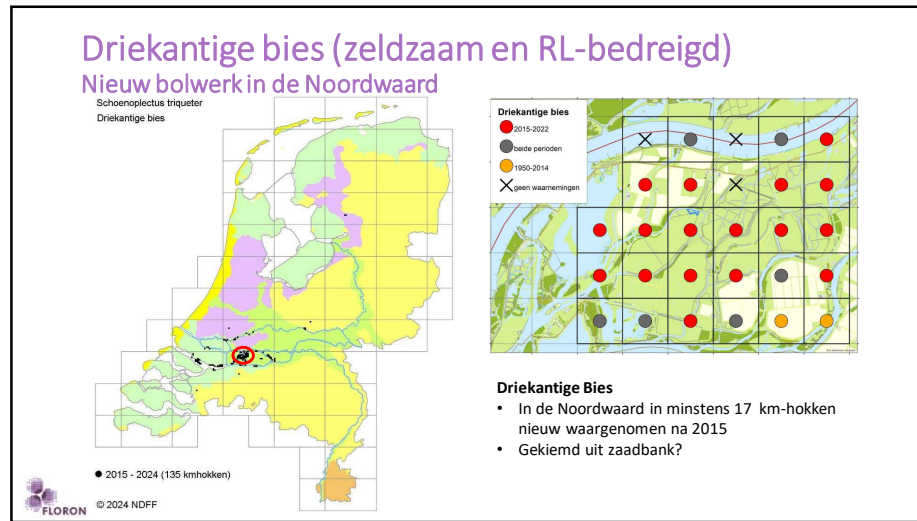 Driekantige bies (zeldzaam en RL-bedreigd)
Nieuw bolwerk in de Noordwaard
Schoenoplectus triqueter
Driekantige bies
● 2015 - 2024 (135 kmhokken)
© 2024 NDFF
FLORON
Driekantige bies
2015-2022
beide perioden
1950-2014
geen waarnemingen
Driekantige Bies
• In de Noordwaard in minstens 17 km-hokken
nieuw waargenomen na 2015
• Gekiemd uit zaadbank?